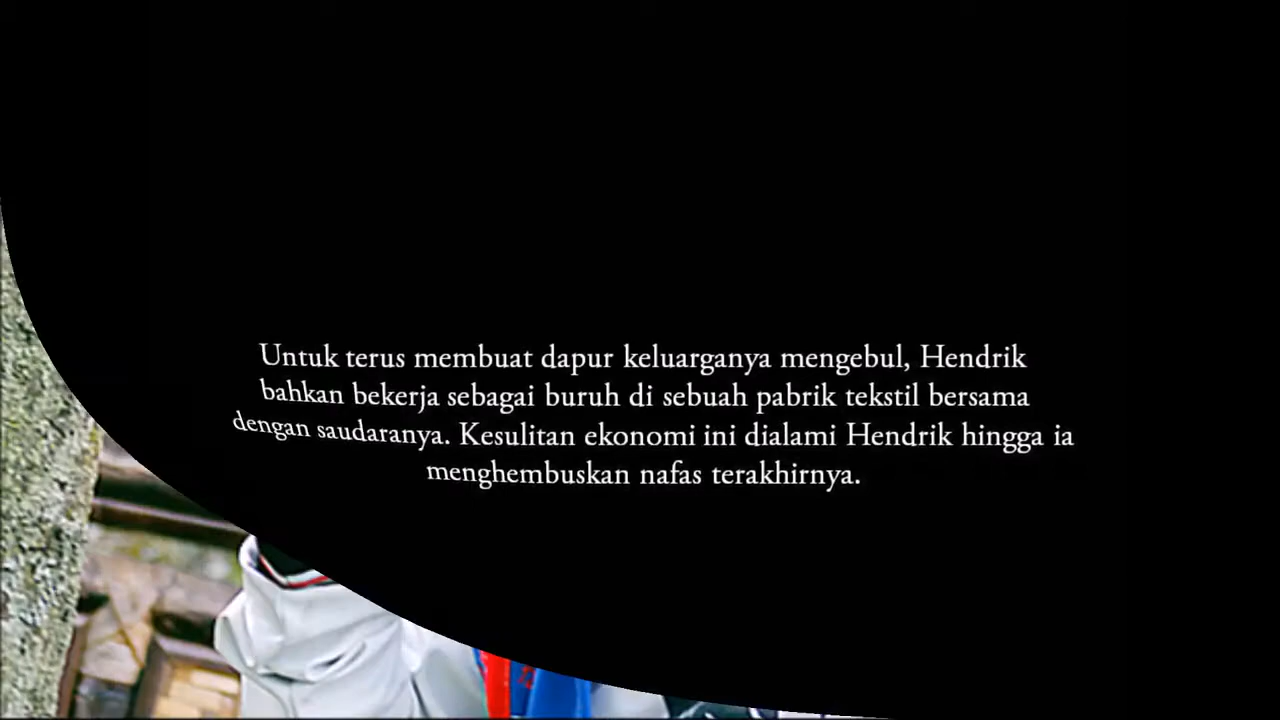 Untuk terus membuat dapur keluarganya mengebul, Hendrik
bahkan bekerja sebagai buruh di sebuah pabrik tekstil bersama
dengan saudaranya. Kesulitan ekonomi ini dialami Hendrik hingga ia
menghembuskan nafas terakhirnya.